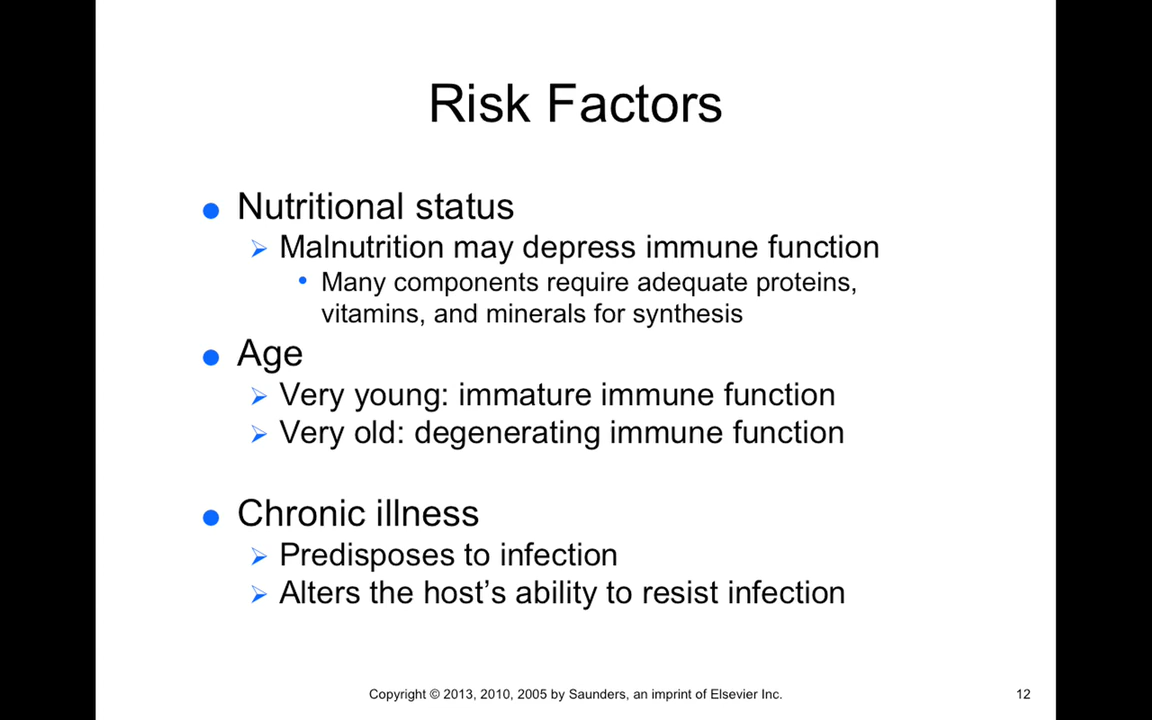 Risk Factors
● Nutritional status
➢ Malnutrition may depress immune function
• Many components require adequate proteins,
vitamins, and minerals for synthesis
● Age
➢ Very young: immature immune function
➢ Very old: degenerating immune function
● Chronic illness
➢ Predisposes to infection
➢ Alters the host’s ability to resist infection
Copyright © 2013, 2010, 2005 by Saunders, an imprint of Elsevier Inc.
12